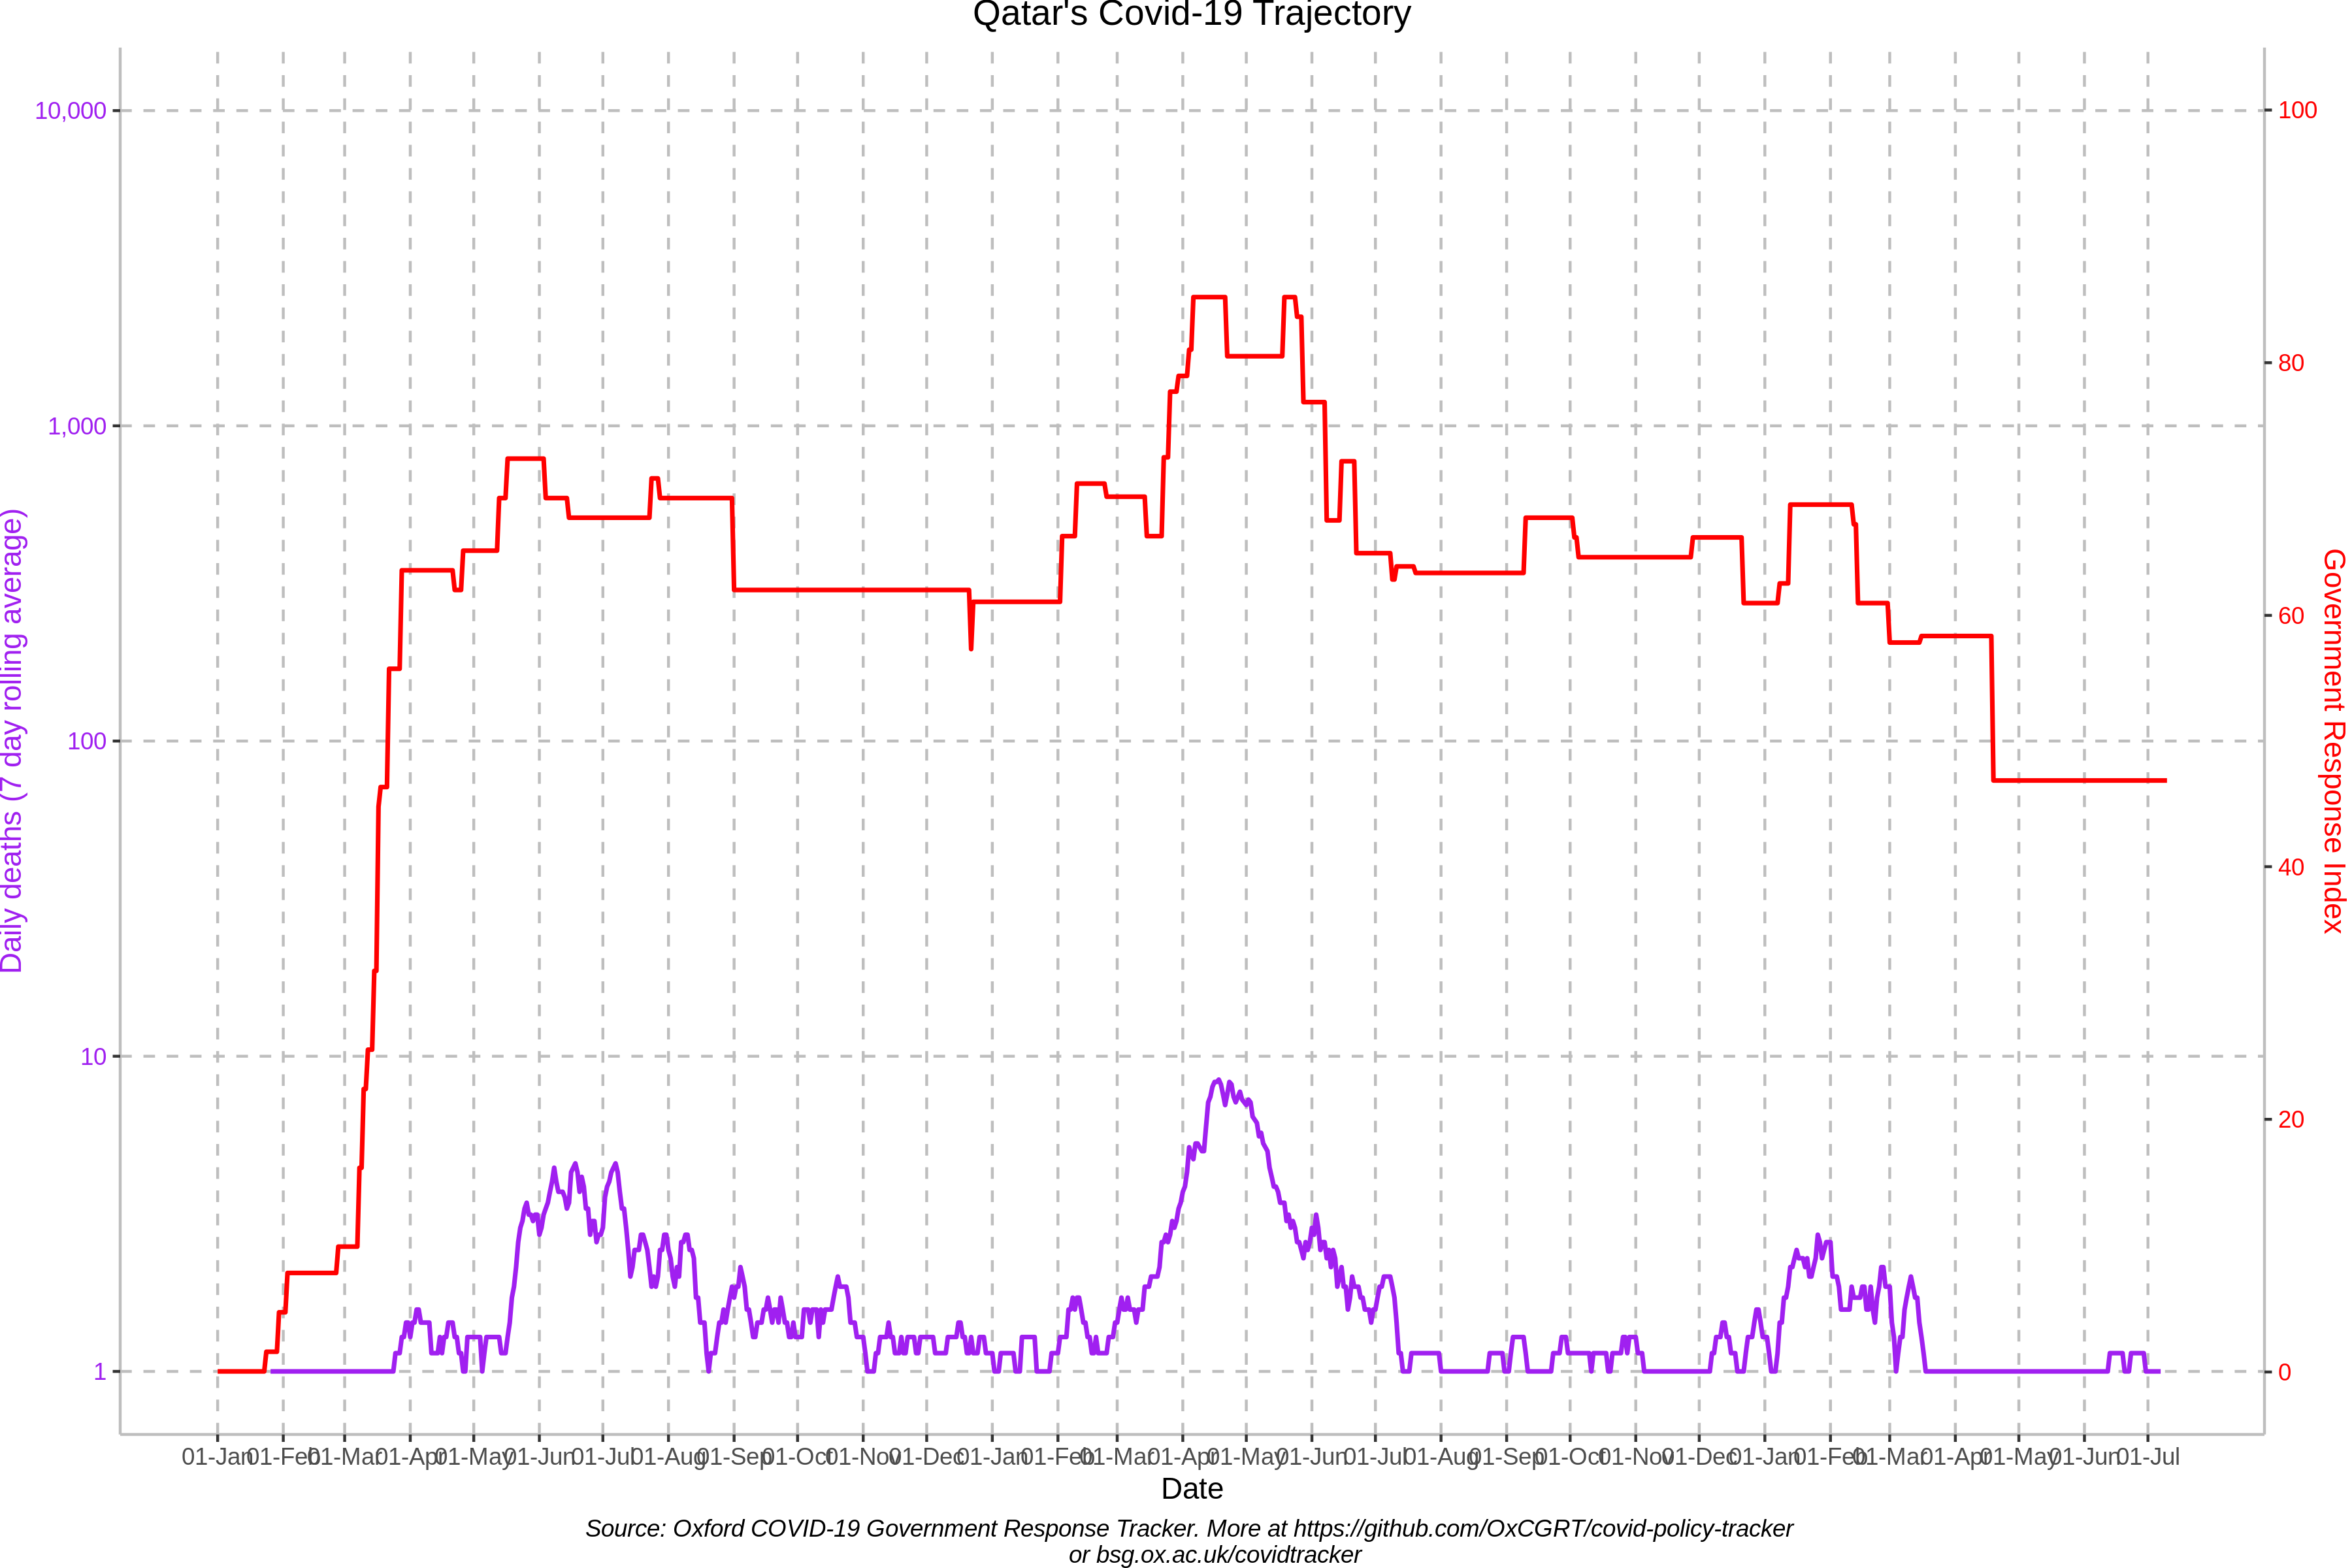 Qatar's Covid-19 Trajectory
10,000
1,000
100
10
1
Daily deaths (7 day rolling average)
100
80
60
40
20
0
Government Response Index
01-Jan 01-Feb 01-Mar 01-Apr 01-May 01-Jun 01-Jul 01-Aug 01-Sep 01-Oct 01-Nov 01-Dec 01-Jan 01-Feb 01-Mar 01-Apr 01-May 01-Jun 01-Jul 01-Aug 01-Sep 01-Oct 01-Nov 01-Dec 01-Jan 01-Feb 01-Mar 01-Apr 01-May 01-Jun 01-Jul
Date
Source: Oxford COVID-19 Government Response Tracker. More at https://github.com/OxCGRT/covid-policy-tracker
or bsg.ox.ac.uk/covidtracker